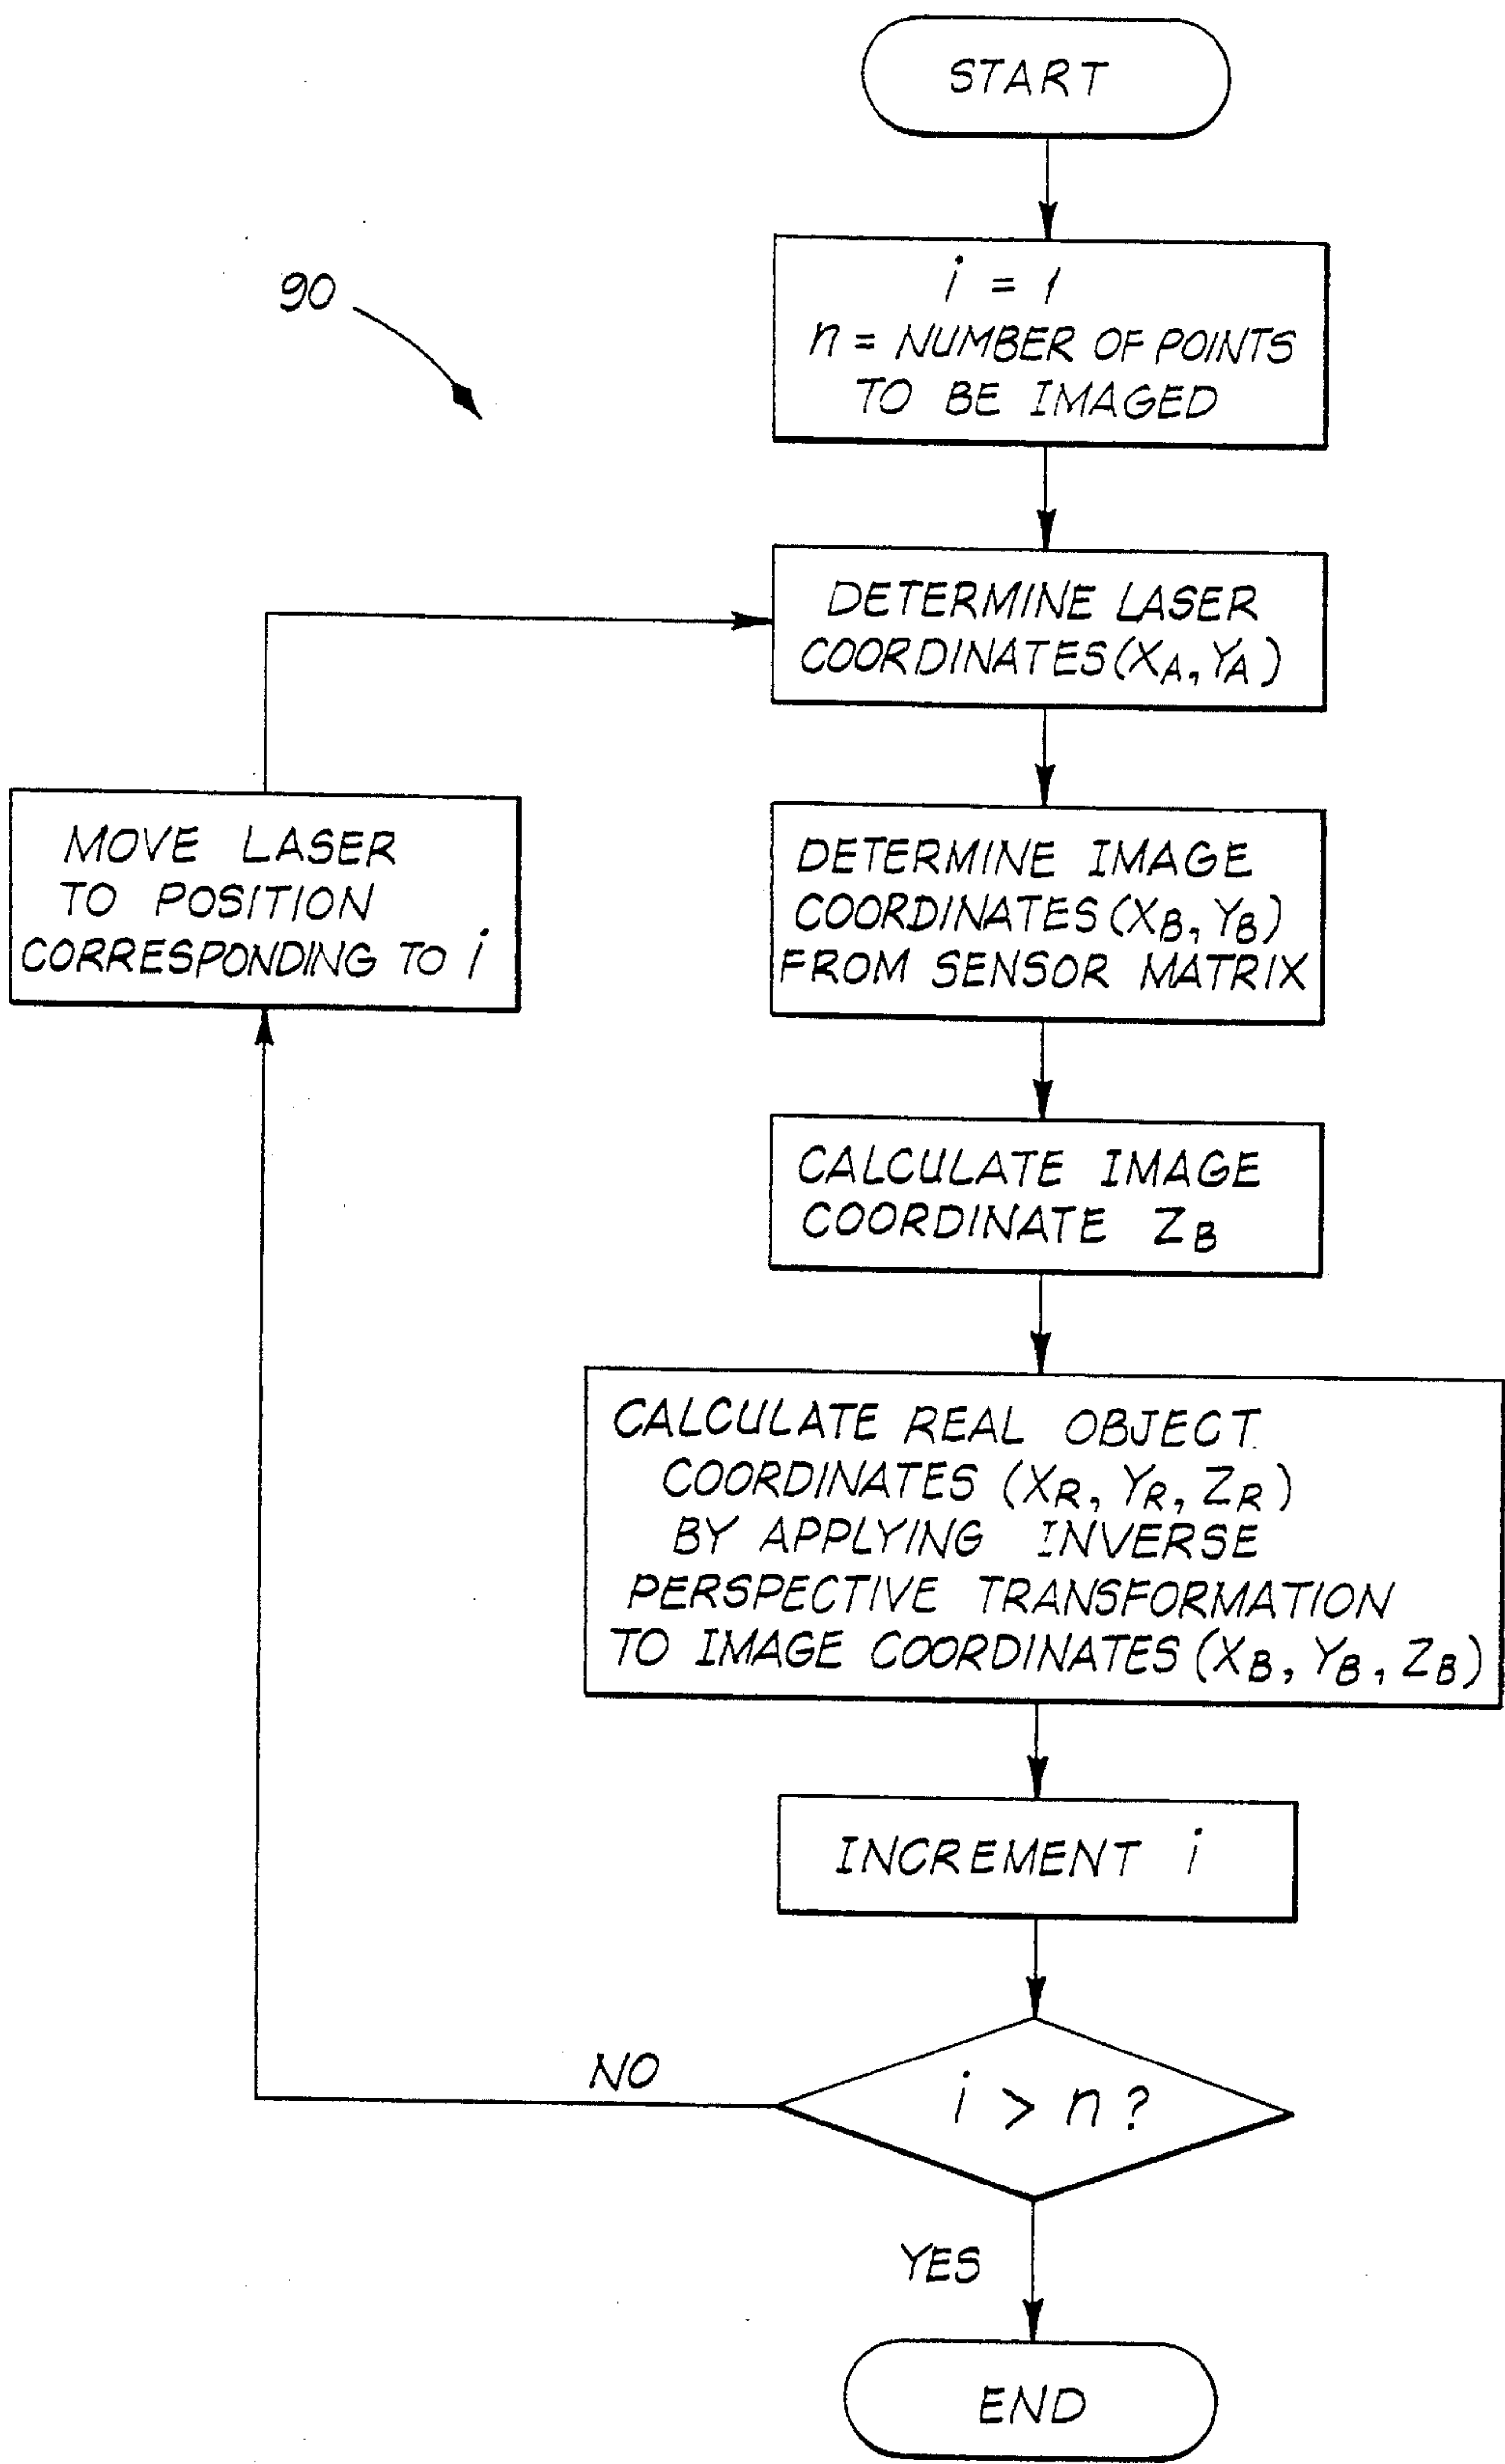 START
90
i = 1
n = NUMBER OF POINTS
TO BE IMAGED
DETERMINE LASER
COORDINATES (XA, YA)
MOVE LASER
TO POSITION
CORRESPONDING TO i
DETERMINE IMAGE
COORDINATES (XB, YB)
FROM SENSOR MATRIX
CALCULATE IMAGE
COORDINATE ZB
CALCULATE REAL OBJECT
COORDINATES (XR, YR, ZR)
BY APPLYING INVERSE
PERSPECTIVE TRANSFORMATION
TO IMAGE COORDINATES (XB, YB, ZB)
INCREMENT i
NO
i > n ?
YES
END